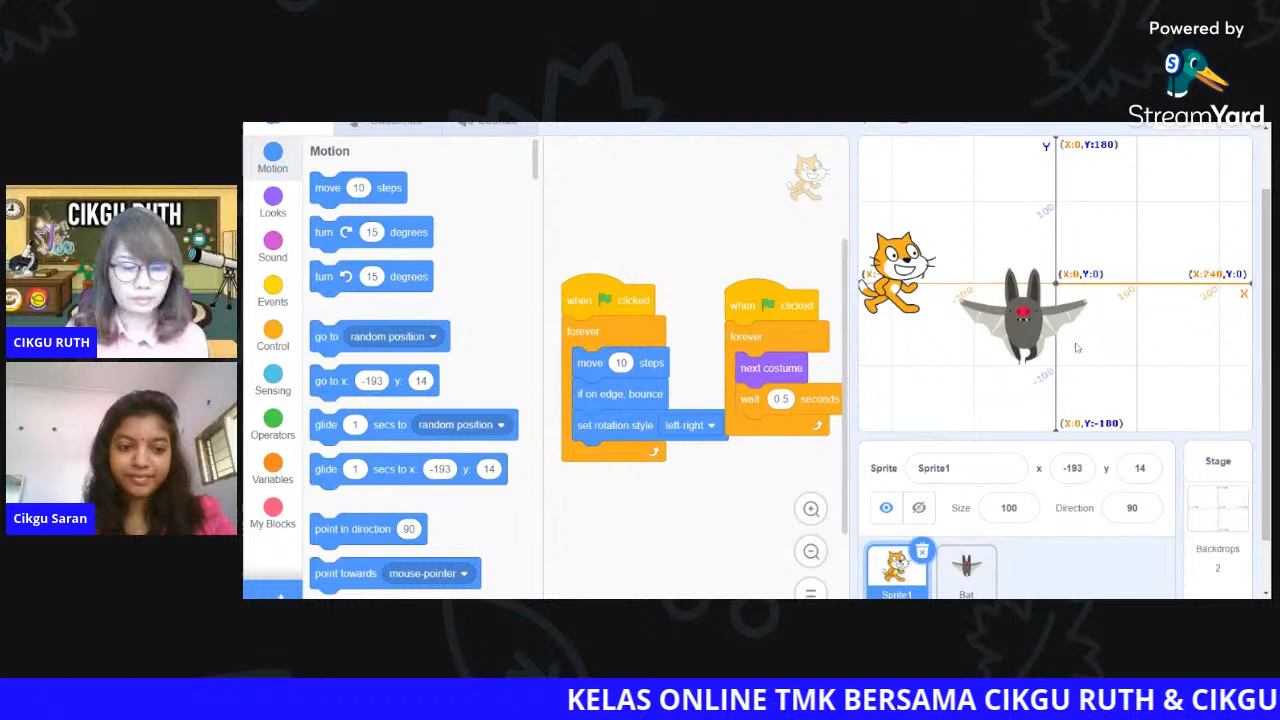 Powered by
StreamYard
CIKGU RUTH
CIKGU RUTH
Cikgu Saran
Motion
Looks
Sound
Events
Control
Sensing
Operators
Variables
My Blocks
Motion
move 10 steps
turn 15 degrees
turn 15 degrees
go to random position
go to x: -193 y: 14
glide 1 secs to random position
glide 1 secs to x: -193 y: 14
point in direction 90
point towards mouse-pointer
when clicked
forever
move 10 steps
if on edge, bounce
set rotation style left-right
when clicked
forever
next costume
wait 0.5 seconds
Y (X:0,Y:180)
100
(X:0,Y:0)
(X:240,Y:0)
(X:
-100
100
200
X
-100
(X:0,Y:-180)
Sprite Sprite1 x -193 y 14
Size 100 Direction 90
Sprite1
Bat
Stage
Backdrops
2
KELAS ONLINE TMK BERSAMA CIKGU RUTH & CIKGU